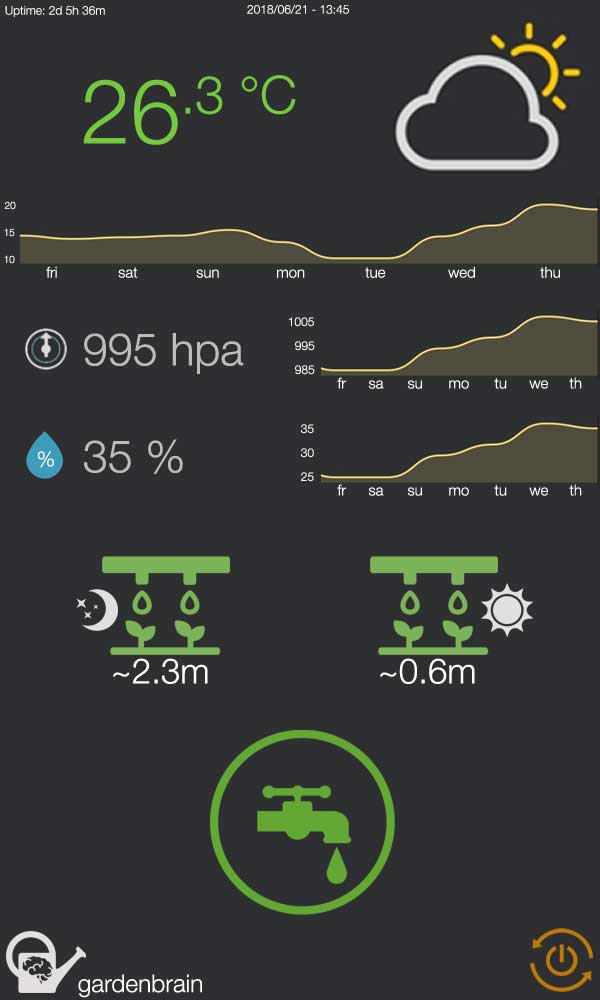 Uptime: 2d 5h 36m
2018/06/21 - 13:45
26.3 °C
20
15
10
fri sat sun mon tue wed thu
995 hpa
1005
995
985
fr sa su mo tu we th
% 35 %
35
30
25
fr sa su mo tu we th
~2.3m ~0.6m
gardenbrain